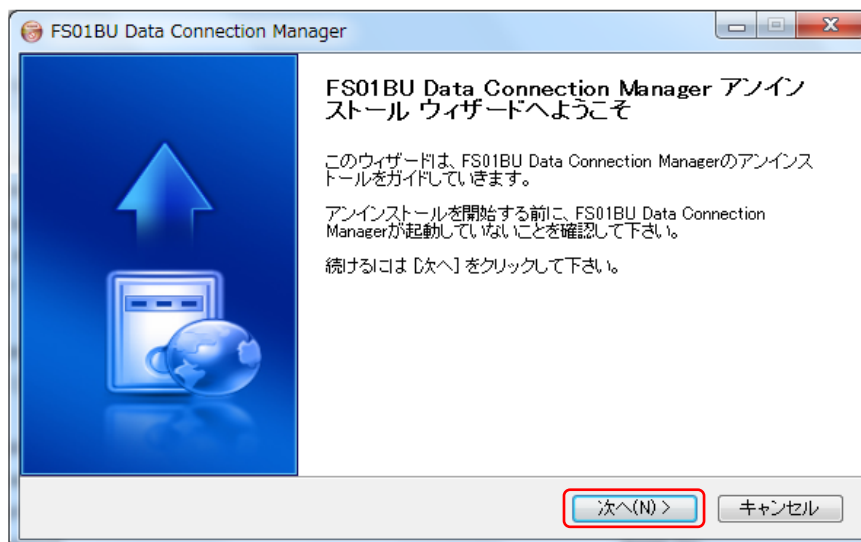 FS01BU Data Connection Manager
FS01BU Data Connection Manager アンイン
ストール ウィザードへようこそ
このウィザードは、FS01BU Data Connection Managerのアンインス
トールをガイドしていきます。
アンインストールを開始する前に、FS01BU Data Connection
Managerが起動していないことを確認して下さい。
続けるには [次へ] をクリックして下さい。
次へ(N) >
キャンセル